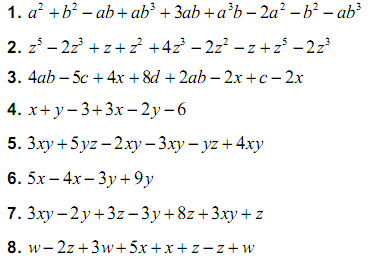 1. a² + b² – ab + ab³ + 3ab + a³b – 2a² – b² – ab³
2. z⁵ – 2z³ + z + z² + 4z³ – 2z² – z + z⁵ – 2z³
3. 4ab – 5c + 4x + 8d + 2ab – 2x + c – 2x
4. x + y – 3 + 3x – 2y – 6
5. 3xy + 5yz – 2xy – 3xy – yz + 4xy
6. 5x – 4x – 3y + 9y
7. 3xy – 2y + 3z – 3y + 8z + 3xy + z
8. w – 2z + 3w + 5x + x + z – z + w